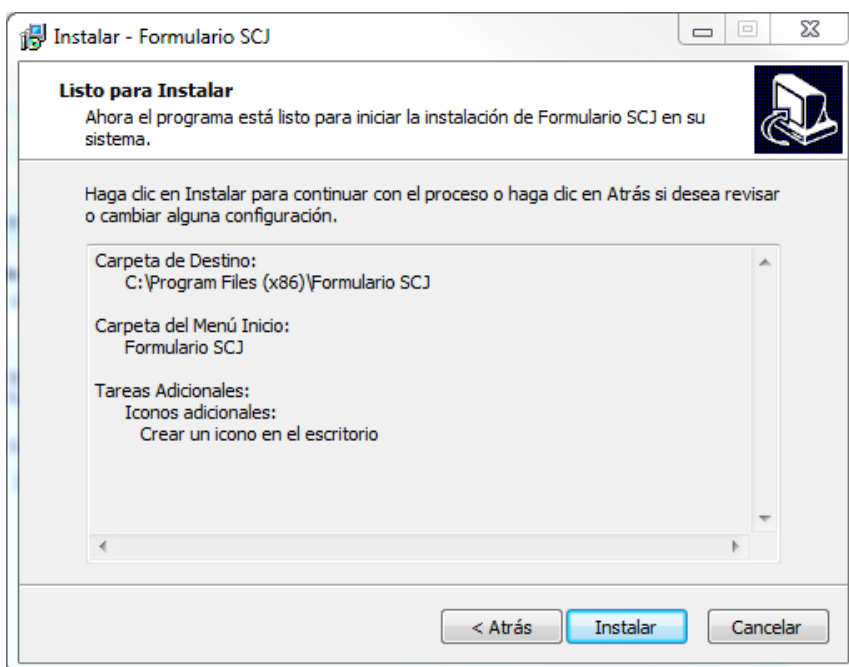 Instalar - Formulario SCJ
Listo para Instalar
Ahora el programa está listo para iniciar la instalación de Formulario SCJ en su
sistema.
Haga clic en Instalar para continuar con el proceso o haga clic en Atrás si desea revisar
o cambiar alguna configuración.
Carpeta de Destino:
C:\Program Files (x86)\Formulario SCJ
Carpeta del Menú Inicio:
Formulario SCJ
Tareas Adicionales:
Iconos adicionales:
Crear un icono en el escritorio
< Atrás
Instalar
Cancelar